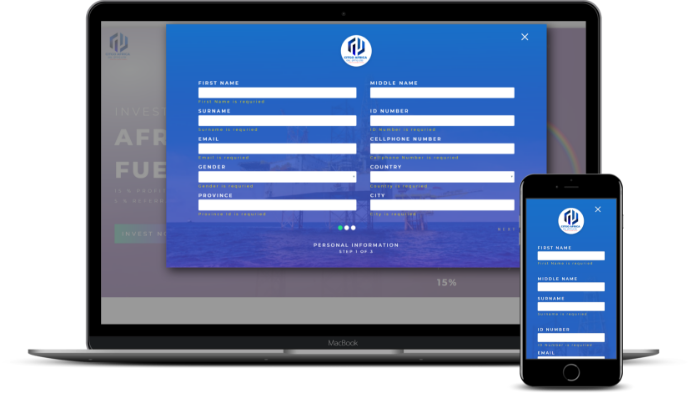 FIRST NAME MIDDLE NAME
First Name is required
SURNAME ID NUMBER
Surname is required ID Number is required
EMAIL CELLPHONE NUMBER
Email is required Cellphone Number is required
GENDER COUNTRY
Gender is required Country is required
PROVINCE CITY
Province ID is required City is required
NEXT
PERSONAL INFORMATION
STEP 1 OF 3
INVEST
AFR
FUE
INVEST N
15%
MacBook
FIRST NAME
First Name is required
MIDDLE NAME
SURNAME
Surname is required
ID NUMBER
ID Number is required
EMAIL